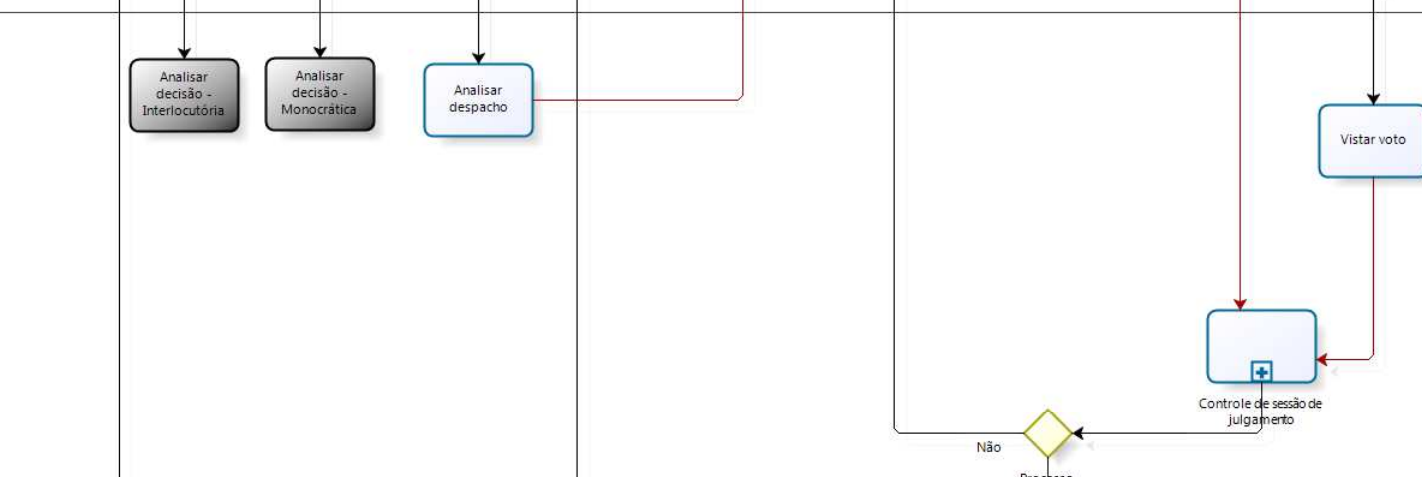 Analisar
decisão -
Interlocutória
Analisar
decisão -
Monocrática
Analisar
despacho
Vistar voto
Controle de sessão de
julgamento
Não